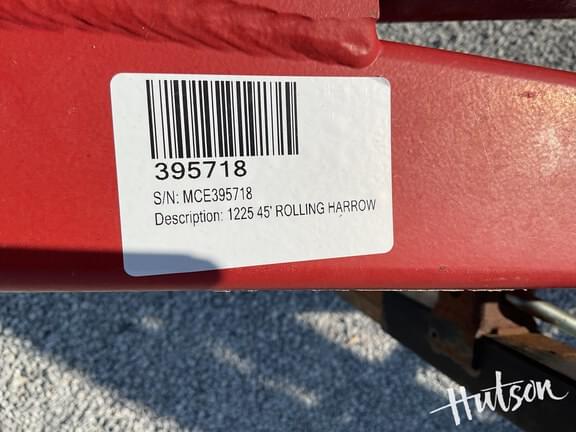 395718
S/N: MCE395718
Description: 1225 45' ROLLING HARROW
Hutson